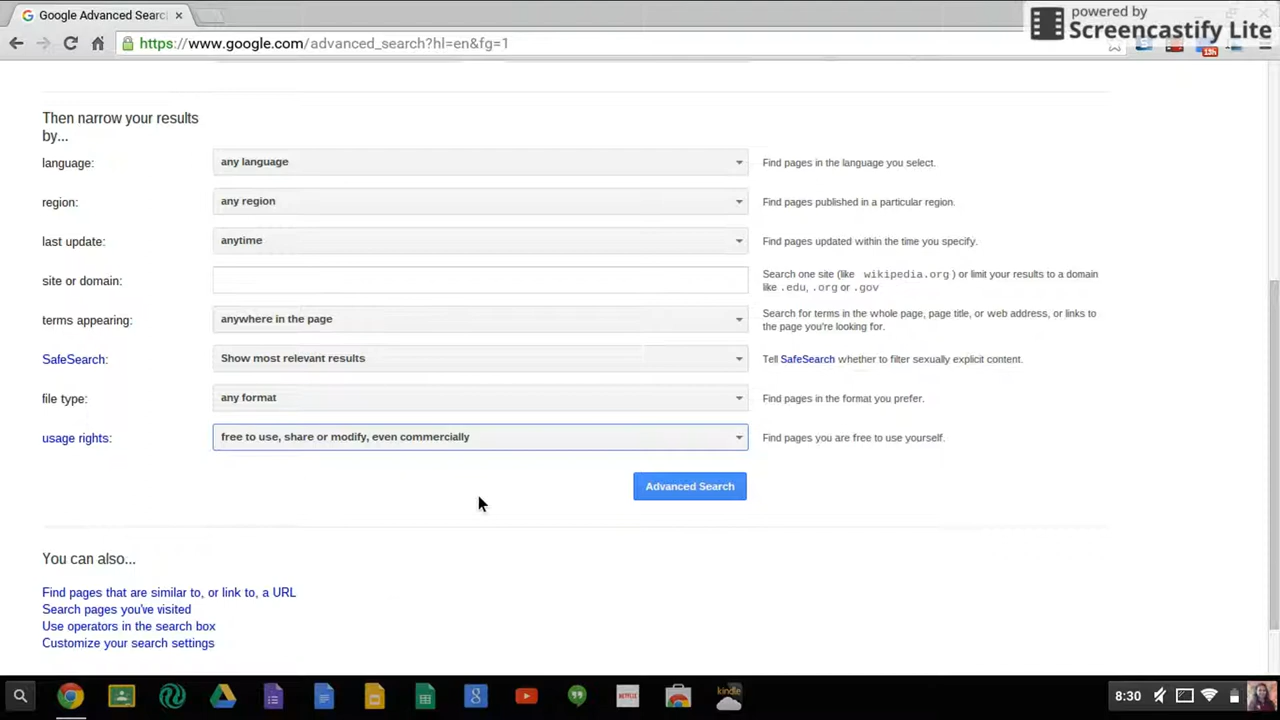 Google Advanced Searc
powered by
Screencastify Lite
https://www.google.com/advanced_search?hl=en&fg=1
13h
Then narrow your results
by...
language:
any language
Find pages in the language you select.
region:
any region
Find pages published in a particular region.
last update:
anytime
Find pages updated within the time you specify.
site or domain:
Search one site (like wikipedia.org ) or limit your results to a domain
like .edu, .org or .gov
terms appearing:
anywhere in the page
Search for terms in the whole page, page title, or web address, or links to
the page you're looking for.
SafeSearch:
Show most relevant results
Tell SafeSearch whether to filter sexually explicit content.
file type:
any format
Find pages in the format you prefer.
usage rights:
free to use, share or modify, even commercially
Find pages you are free to use yourself.
Advanced Search
You can also...
Find pages that are similar to, or link to, a URL
Search pages you've visited
Use operators in the search box
Customize your search settings
NETFLIX
kindle
8:30